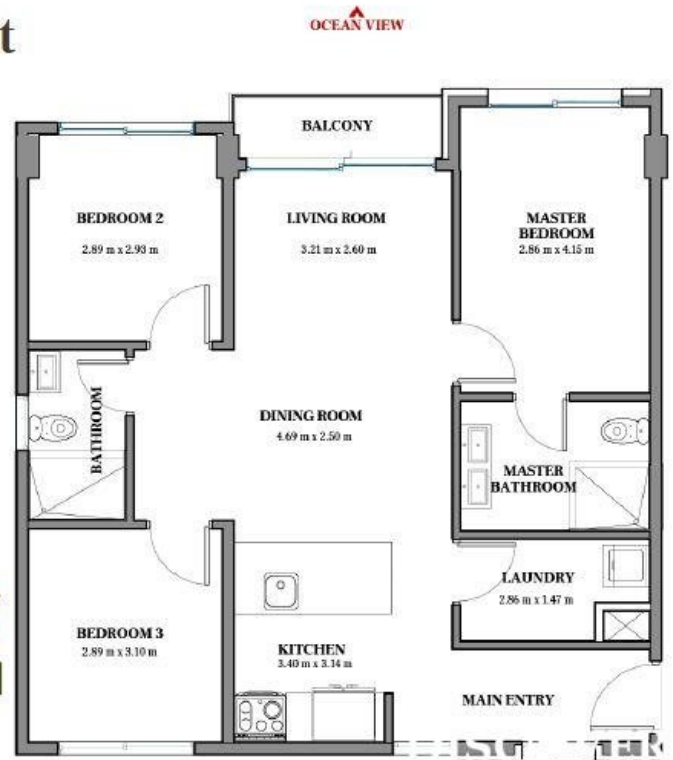 OCEAN VIEW
t
BALCONY
BEDROOM 2
2.89 m x 2.93 m
LIVING ROOM
3.21 m x 2.60 m
MASTER
BEDROOM
2.86 m x 4.15 m
BATHROOM
DINING ROOM
4.69 m x 2.50 m
MASTER
BATHROOM
LAUNDRY
2.86 m x 1.47 m
BEDROOM 3
2.89 m x 3.10 m
KITCHEN
3.40 m x 3.14 m
MAIN ENTRY